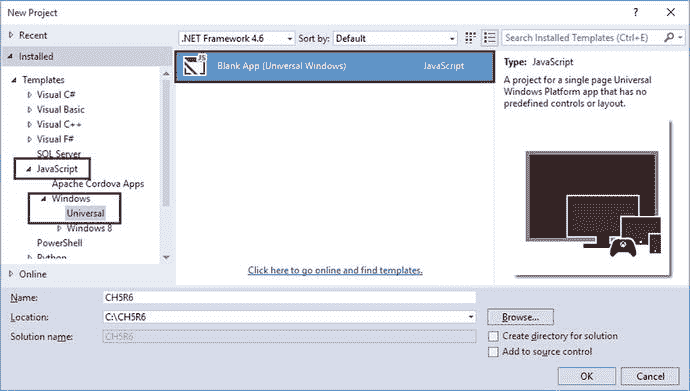 New Project
Recent
.NET Framework 4.6
Sort by:
Default
Search Installed Templates (Ctrl+E)
Installed
Templates
Visual C#
Visual Basic
Visual C++
Visual F#
SQL Server
JavaScript
Apache Cordova Apps
Windows
Universal
Windows 8
PowerShell
Python
Online
JS
Blank App (Universal Windows)
JavaScript
Type: JavaScript
A project for a single page Universal
Windows Platform app that has no
predefined controls or layout.
Click here to go online and find templates.
Name:
CH5R6
Location:
C:\CH5R6
Browse...
Solution name:
CH5R6
Create directory for solution
Add to source control
OK
Cancel